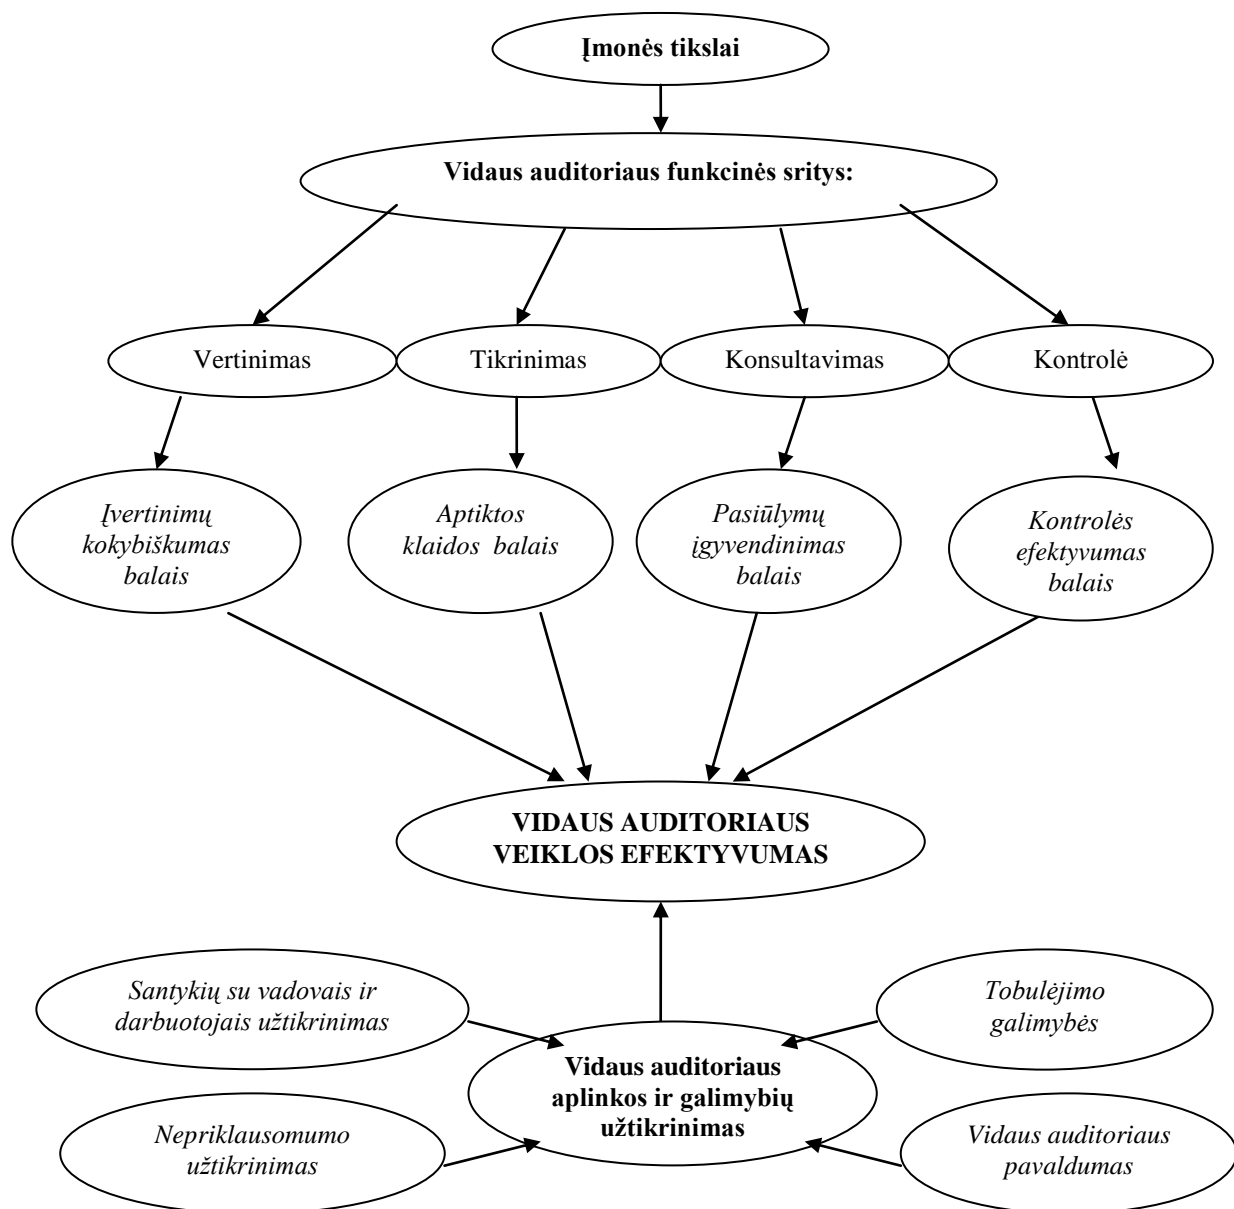 Įmonės tikslai
Vidaus auditoriaus funkcinės sritys:
Vertinimas
Tikrinimas
Konsultavimas
Kontrolė
Įvertinimų
kokybiškumas
balais
Aptiktos
klaidos balais
Pasiūlymų
įgyvendinimas
balais
Kontrolės
efektyvumas
balais
VIDAUS AUDITORIAUS
VEIKLOS EFEKTYVUMAS
Santykių su vadovais ir
darbuotojais užtikrinimas
Tobulėjimo
galimybės
Vidaus auditoriaus
aplinkos ir galimybių
užtikrinimas
Nepriklausomumo
užtikrinimas
Vidaus auditoriaus
pavaldumas